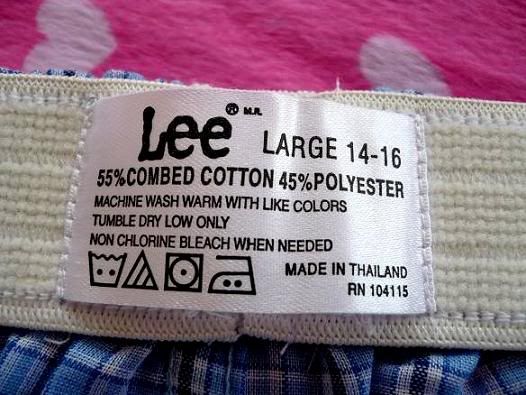 Lee ® M.R.
LARGE 14-16
55%COMBED COTTON 45%POLYESTER
MACHINE WASH WARM WITH LIKE COLORS
TUMBLE DRY LOW ONLY
NON CHLORINE BLEACH WHEN NEEDED
MADE IN THAILAND
RN 104115